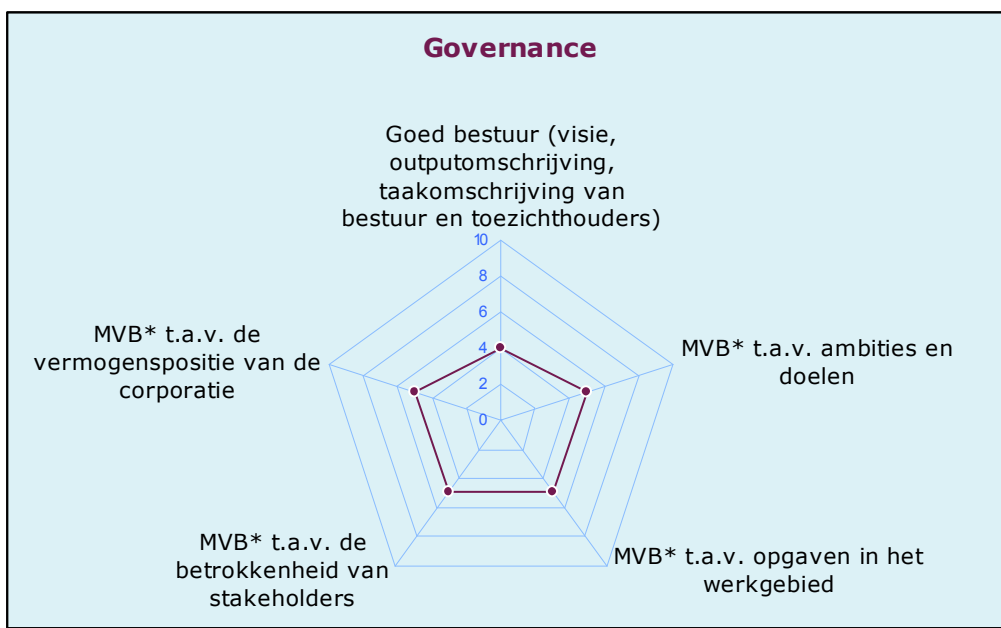 Governance
Goed bestuur (visie,
outputomschrijving,
taakomschrijving van
bestuur en toezichthouders)
10
8
6
4
2
0
MVB* t.a.v. de
vermogenspositie van de
corporatie
MVB* t.a.v. ambities en
doelen
MVB* t.a.v. de
betrokkenheid van
stakeholders
MVB* t.a.v. opgaven in het
werkgebied